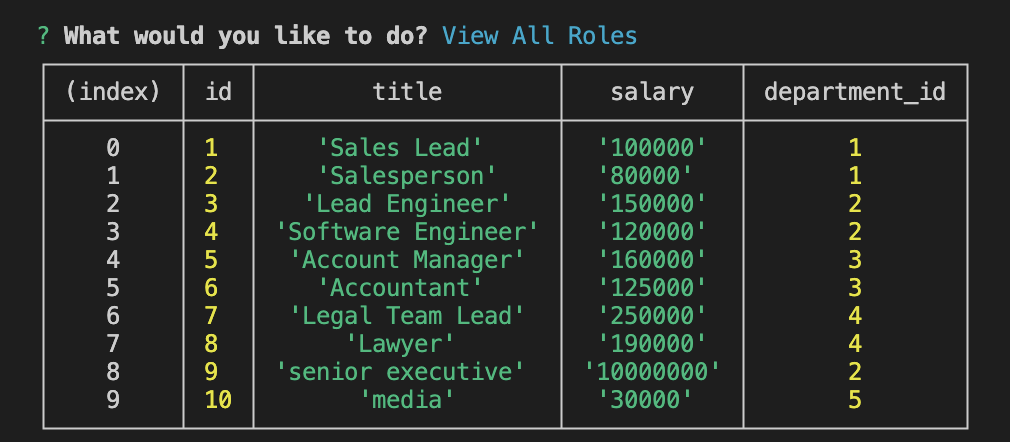 ? What would you like to do? View All Roles
(index) id title salary department_id
0 1 'Sales Lead' '100000' 1
1 2 'Salesperson' '80000' 1
2 3 'Lead Engineer' '150000' 2
3 4 'Software Engineer' '120000' 2
4 5 'Account Manager' '160000' 3
5 6 'Accountant' '125000' 3
6 7 'Legal Team Lead' '250000' 4
7 8 'Lawyer' '190000' 4
8 9 'senior executive' '10000000' 2
9 10 'media' '30000' 5